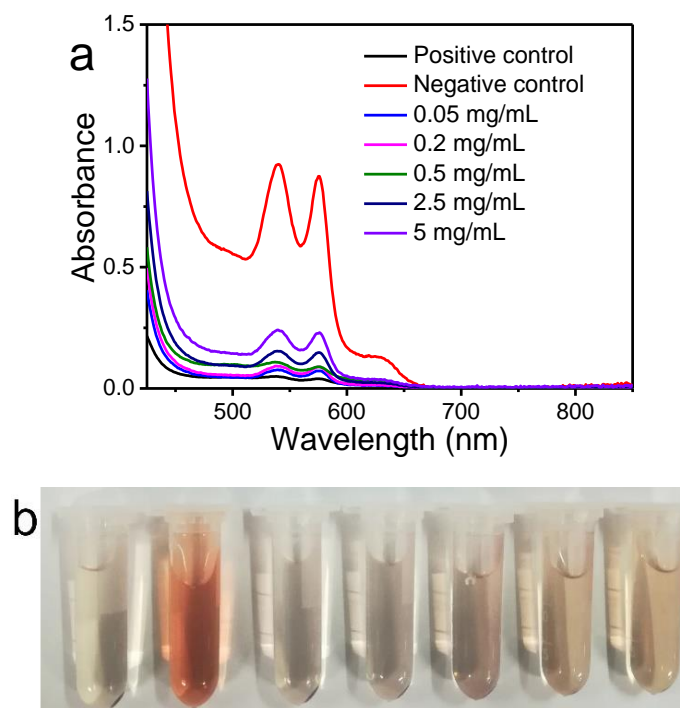 a
1.5
1.0
0.5
0.0
Absorbance
500
600
700
800
Wavelength (nm)
Positive control
Negative control
0.05 mg/mL
0.2 mg/mL
0.5 mg/mL
2.5 mg/mL
5 mg/mL
b